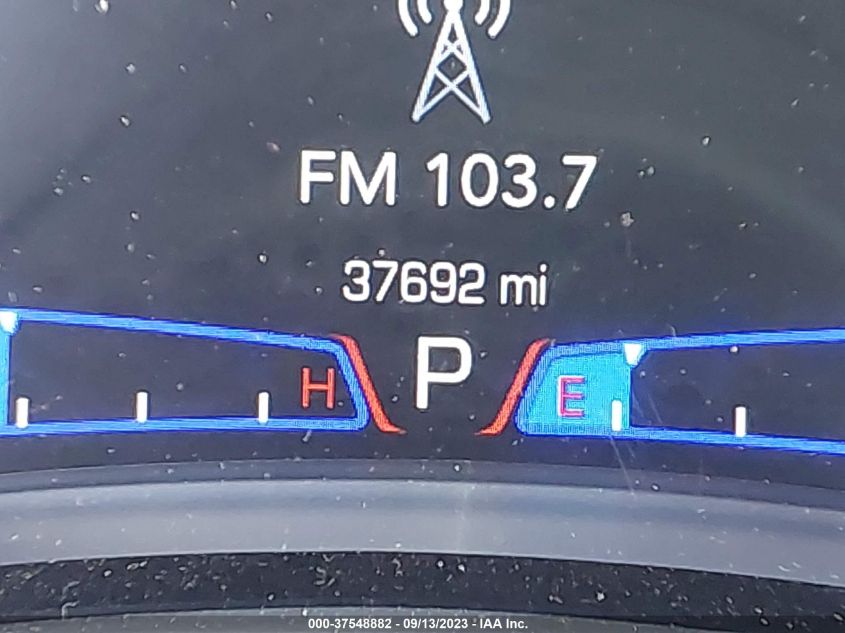 FM 103.7
37692 mi
H P E
000-37548882 - 09/13/2023 - IAA Inc.